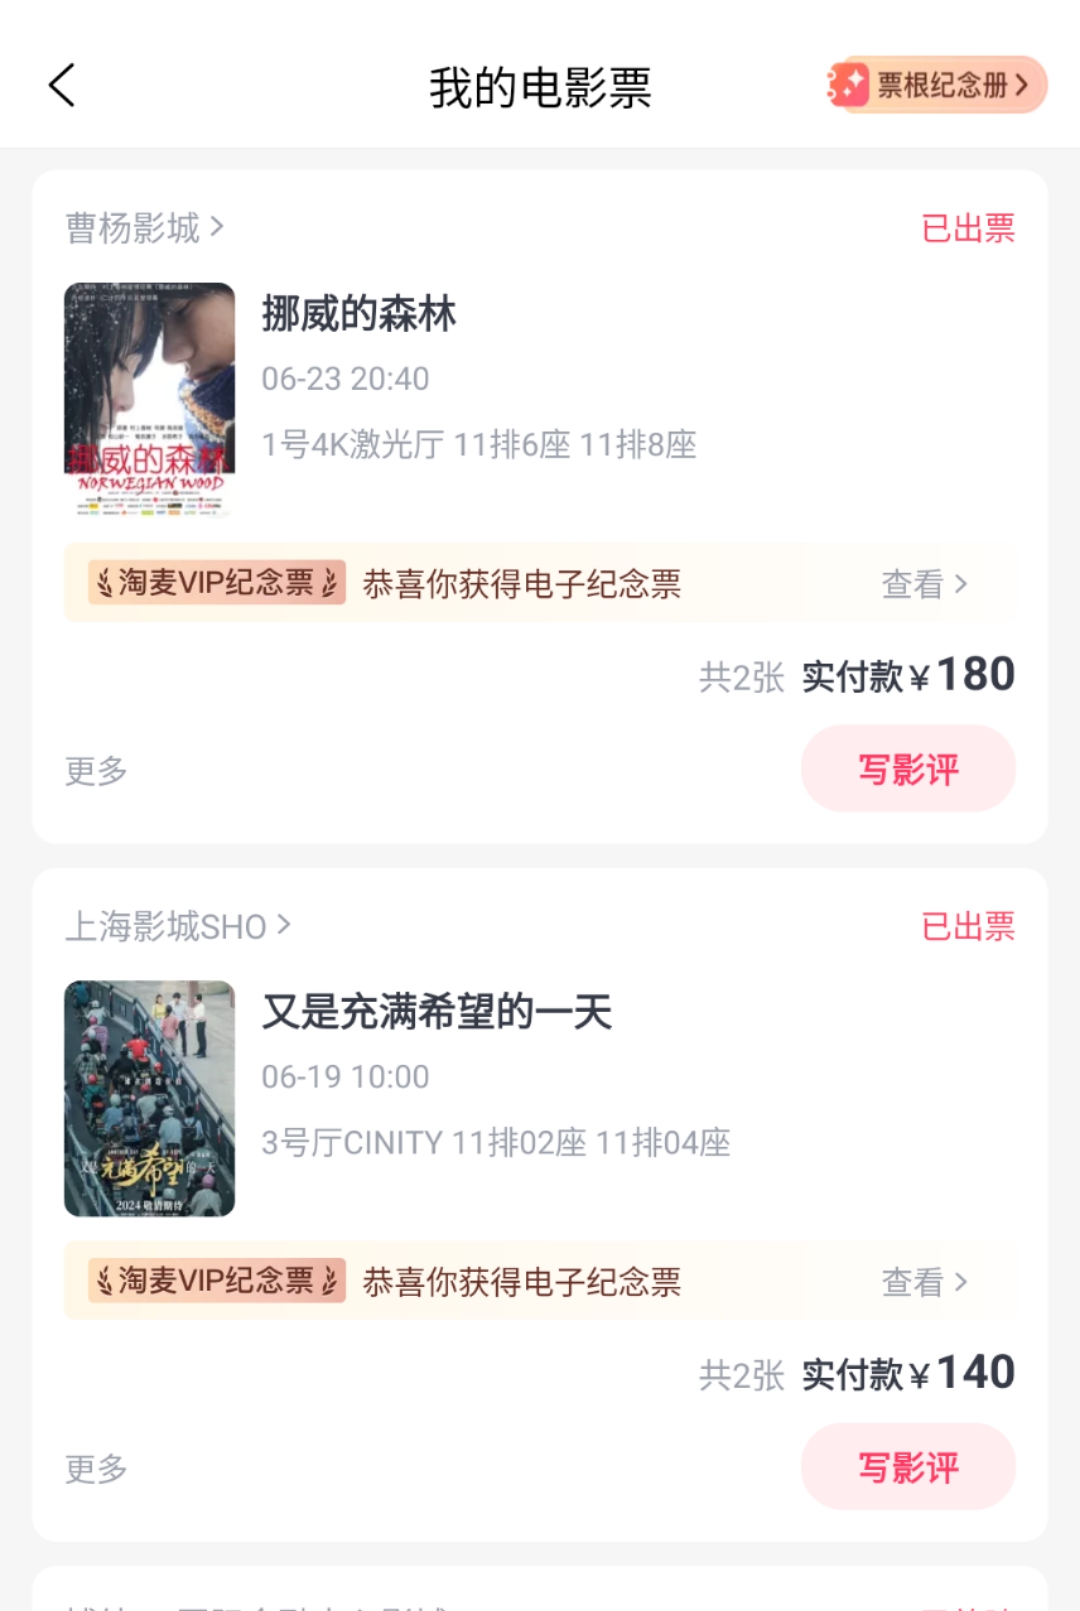 我的电影票
票根纪念册
曹杨影城
已出票
挪威的森林
NORWEGIAN WOOD
挪威的森林
06-23 20:40
1号4K激光厅 11排6座 11排8座
淘麦VIP纪念票
恭喜你获得电子纪念票
查看
共2张 实付款¥180
更多
写影评
上海影城SHO
已出票
又是充满希望的一天
2024 敬请期待
又是充满希望的一天
06-19 10:00
3号厅CINITY 11排02座 11排04座
淘麦VIP纪念票
恭喜你获得电子纪念票
查看
共2张 实付款¥140
更多
写影评